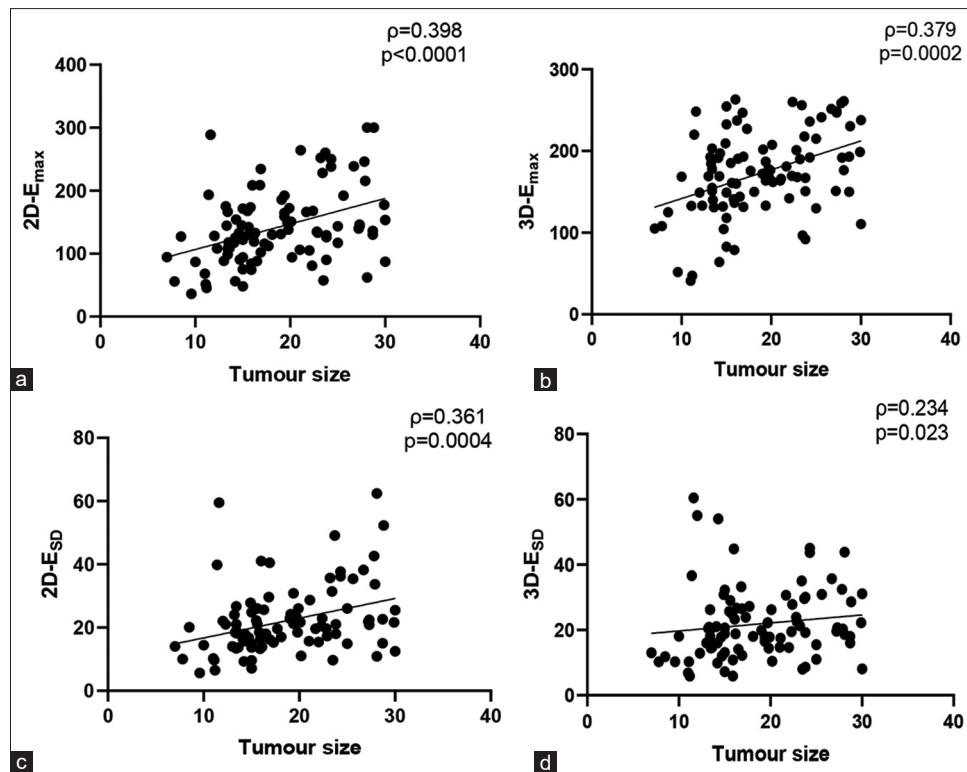 ρ=0.398
p<0.0001
400
300
200
100
0
2D-Emax
0 10 20 30 40
Tumour size
a
ρ=0.379
p=0.0002
300
200
100
0
3D-Emax
0 10 20 30 40
Tumour size
b
ρ=0.361
p=0.0004
80
60
40
20
0
2D-ESD
0 10 20 30 40
Tumour size
c
ρ=0.234
p=0.023
80
60
40
20
0
3D-ESD
0 10 20 30 40
Tumour size
d